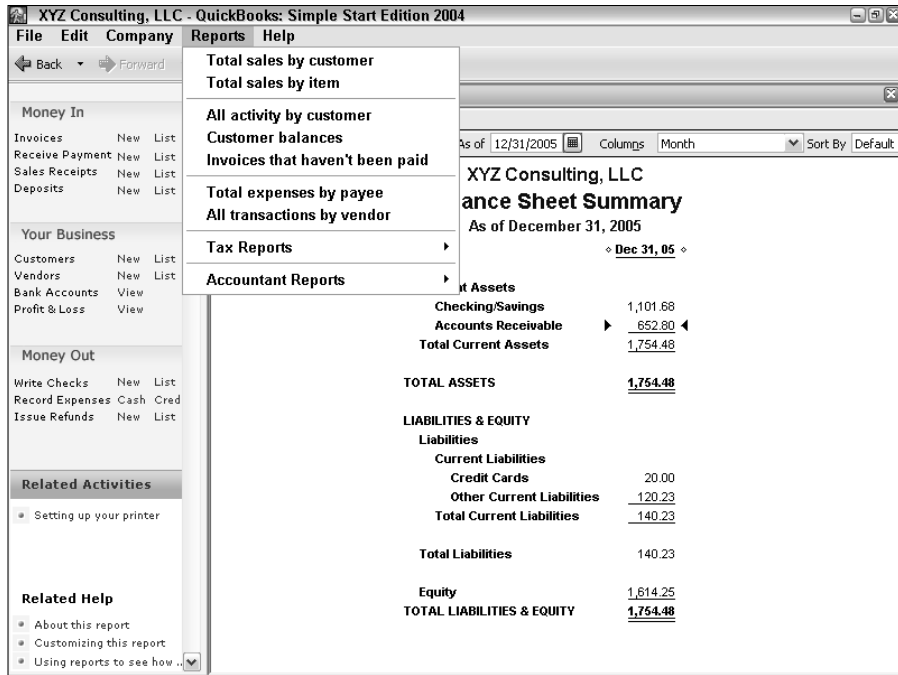 XYZ Consulting, LLC - QuickBooks: Simple Start Edition 2004
File Edit Company Reports Help
Back Forward
Total sales by customer
Total sales by item
All activity by customer
Customer balances
Invoices that haven't been paid
Total expenses by payee
All transactions by vendor
Tax Reports
Accountant Reports
Money In
Invoices New List
Receive Payment New List
Sales Receipts New List
Deposits New List
Your Business
Customers New List
Vendors New List
Bank Accounts View
Profit & Loss View
Money Out
Write Checks New List
Record Expenses Cash Cred
Issue Refunds New List
Related Activities
Setting up your printer
Related Help
About this report
Customizing this report
Using reports to see how ..
As of 12/31/2005 Columns Month Sort By Default
XYZ Consulting, LLC
ance Sheet Summary
As of December 31, 2005
Dec 31, 05
nt Assets
Checking/Savings 1,101.68
Accounts Receivable 652.80
Total Current Assets 1,754.48
TOTAL ASSETS 1,754.48
LIABILITIES & EQUITY
Liabilities
Current Liabilities
Credit Cards 20.00
Other Current Liabilities 120.23
Total Current Liabilities 140.23
Total Liabilities 140.23
Equity 1,614.25
TOTAL LIABILITIES & EQUITY 1,754.48